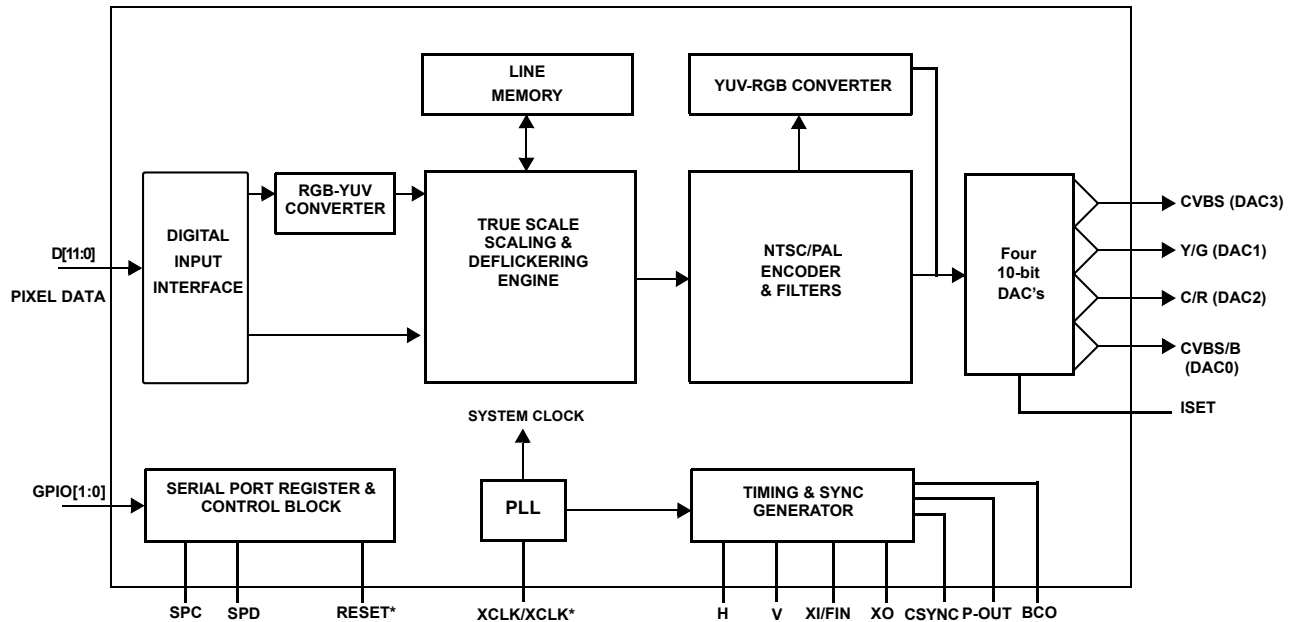 LINE
MEMORY
YUV-RGB CONVERTER
RGB-YUV
CONVERTER
TRUE SCALE
SCALING &
DEFLICKERING
ENGINE
DIGITAL
INPUT
INTERFACE
NTSC/PAL
ENCODER
& FILTERS
Four
10-bit
DAC's
D[11:0]
PIXEL DATA
CVBS (DAC3)
Y/G (DAC1)
C/R (DAC2)
CVBS/B
(DAC0)
ISET
SYSTEM CLOCK
GPIO[1:0]
SERIAL PORT REGISTER &
CONTROL BLOCK
PLL
TIMING & SYNC
GENERATOR
SPC
SPD
RESET*
XCLK/XCLK*
H
V
XI/FIN
XO
CSYNC
P-OUT
BCO